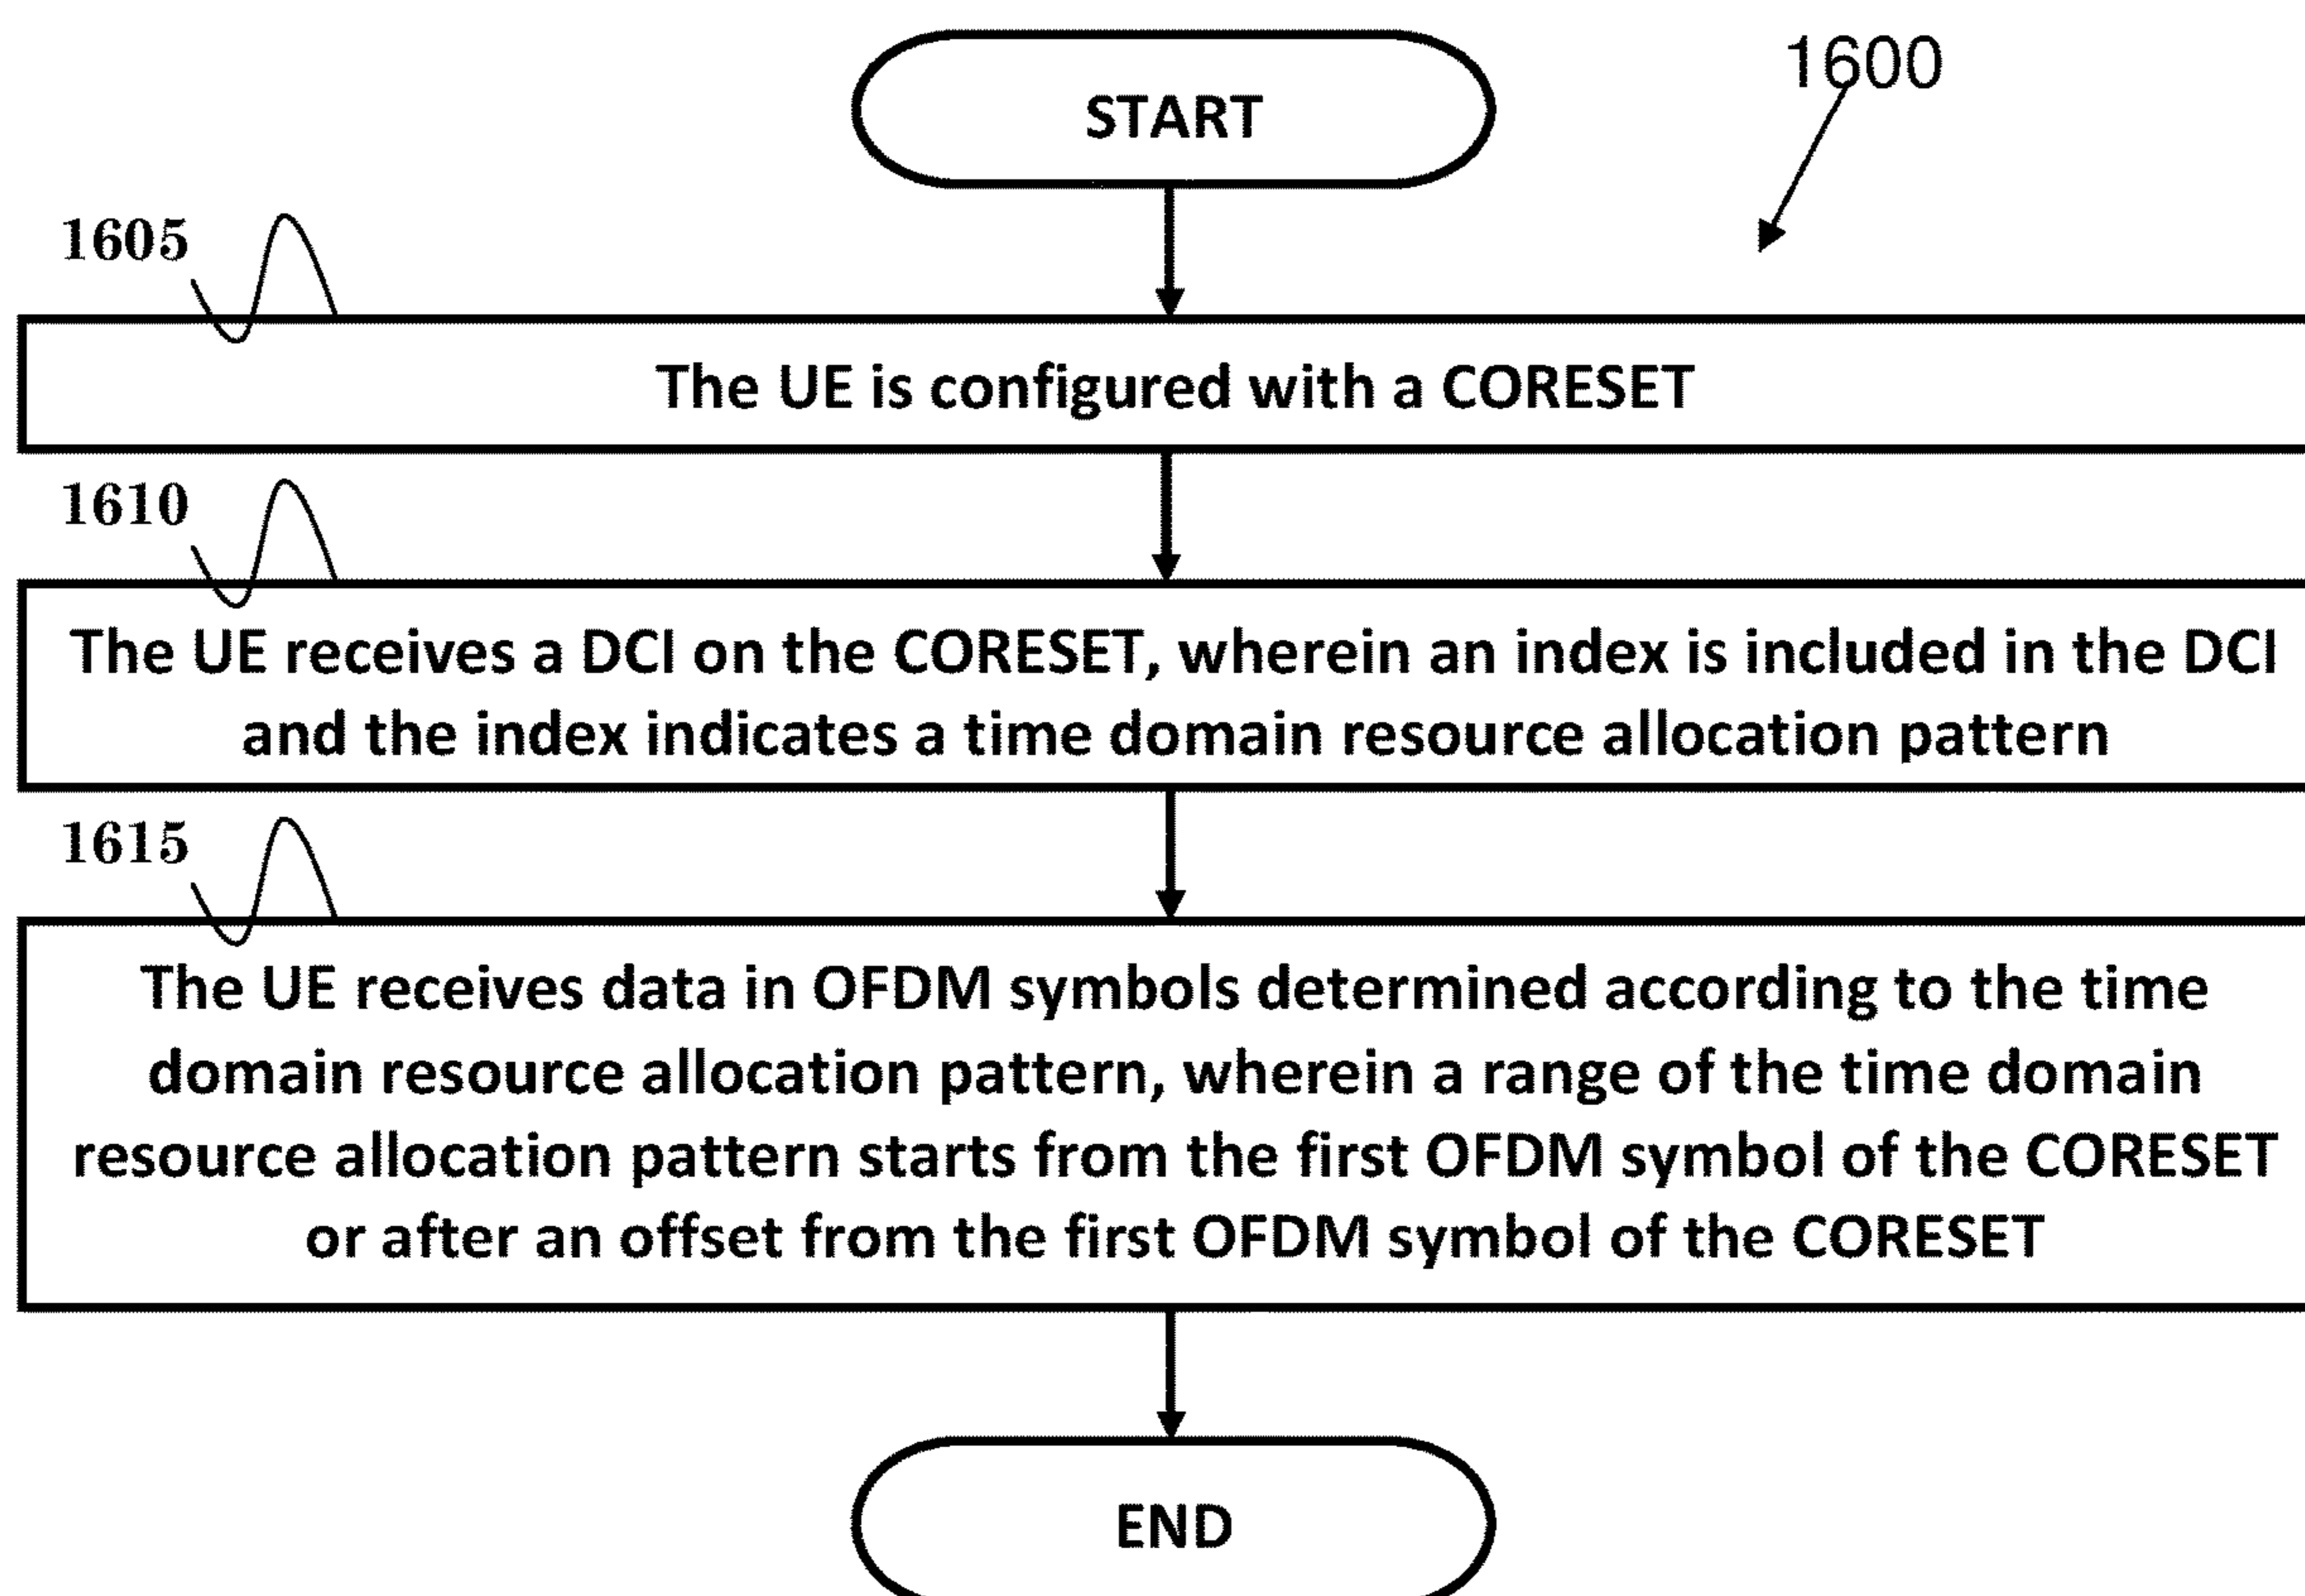 START
1600
1605
The UE is configured with a CORESET
1610
The UE receives a DCI on the CORESET, wherein an index is included in the DCI
and the index indicates a time domain resource allocation pattern
1615
The UE receives data in OFDM symbols determined according to the time
domain resource allocation pattern, wherein a range of the time domain
resource allocation pattern starts from the first OFDM symbol of the CORESET
or after an offset from the first OFDM symbol of the CORESET
END